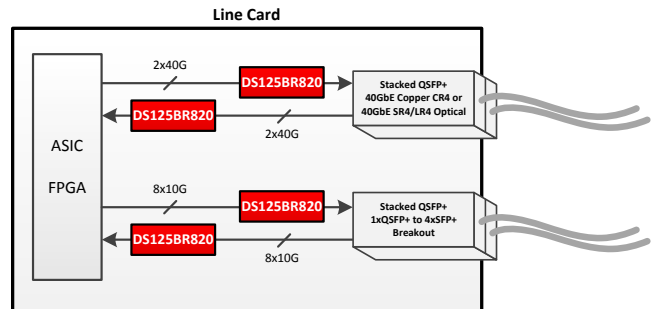 Line Card
2x40G
DS125BR820
DS125BR820
2x40G
Stacked QSFP+
40GbE Copper CR4 or
40GbE SR4/LR4 Optical
ASIC
FPGA
8x10G
DS125BR820
DS125BR820
8x10G
Stacked QSFP+
1xQSFP+ to 4xSFP+
Breakout